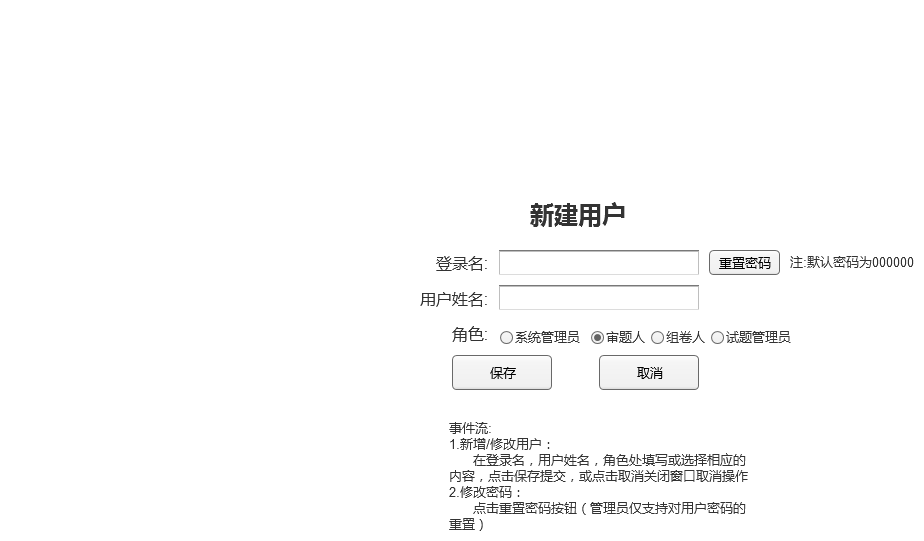 新建用户
登录名: 重置密码 注:默认密码为000000
用户姓名:
角色: 系统管理员 审题人 组卷人 试题管理员
保存 取消
事件流:
1.新增/修改用户：
在登录名，用户姓名，角色处填写或选择相应的
内容，点击保存提交，或点击取消关闭窗口取消操作
2.修改密码：
点击重置密码按钮（管理员仅支持对用户密码的
重置）